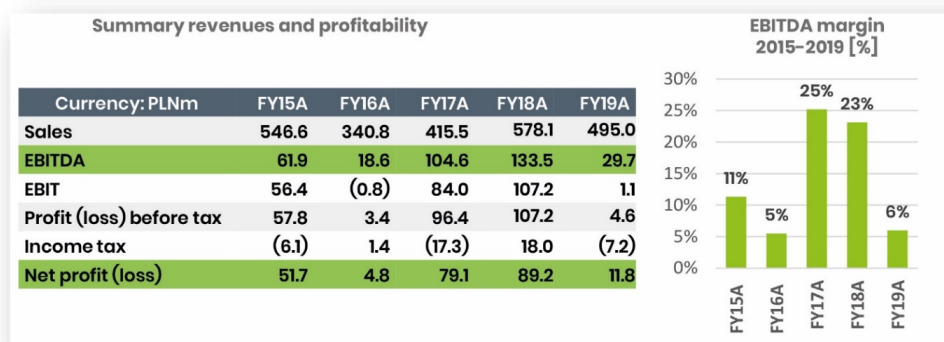 Summary revenues and profitability
Currency: PLNm FY15A FY16A FY17A FY18A FY19A
Sales 546.6 340.8 415.5 578.1 495.0
EBITDA 61.9 18.6 104.6 133.5 29.7
EBIT 56.4 (0.8) 84.0 107.2 1.1
Profit (loss) before tax 57.8 3.4 96.4 107.2 4.6
Income tax (6.1) 1.4 (17.3) 18.0 (7.2)
Net profit (loss) 51.7 4.8 79.1 89.2 11.8
EBITDA margin
2015-2019 [%]
30%
25%
20%
15%
10%
5%
0%
11%
5%
25%
23%
6%
FY15A
FY16A
FY17A
FY18A
FY19A